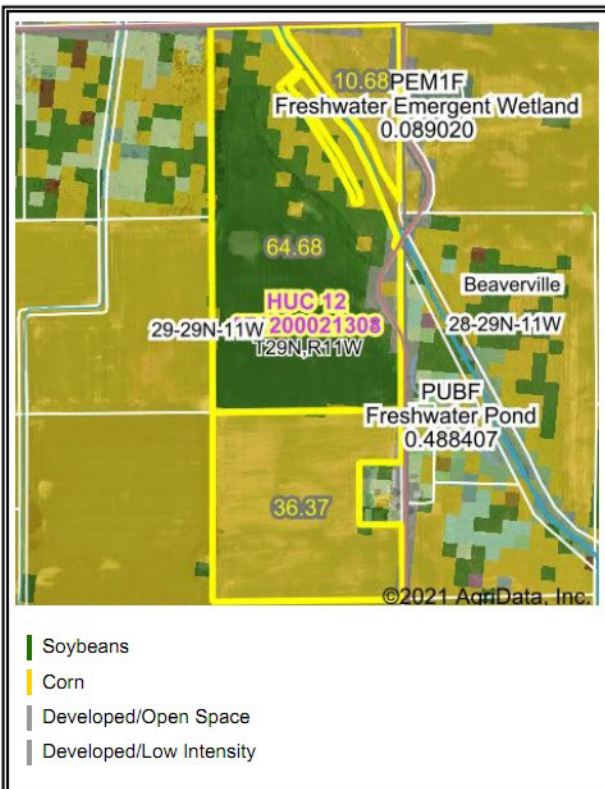 10.68 PEM1F
Freshwater Emergent Wetland
0.089020
64.68
Beaverville
HUC 12
29-29N-11W 200021308
28-29N-11W
T29N,R11W
PUBF
Freshwater Pond
0.488407
36.37
©2021 AgriData, Inc.
Soybeans
Corn
Developed/Open Space
Developed/Low Intensity